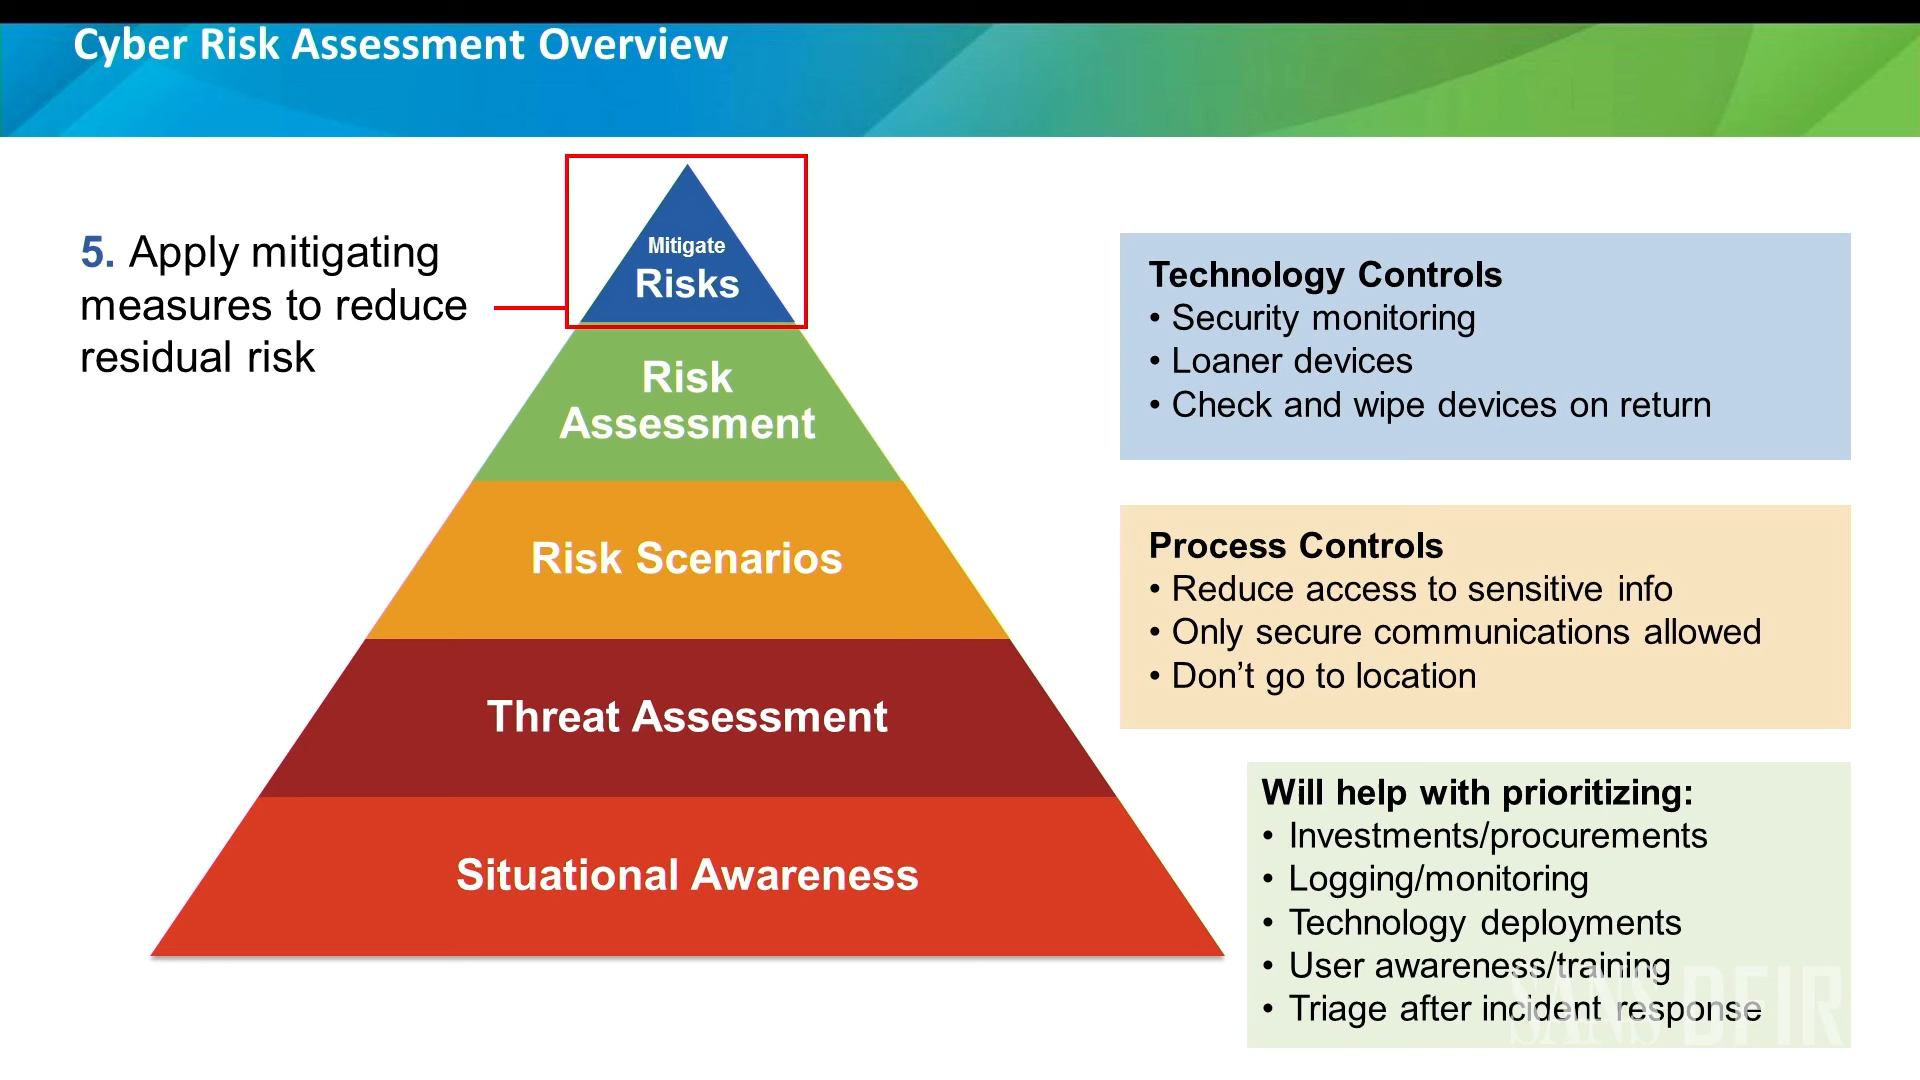 Cyber Risk Assessment Overview
5. Apply mitigating
measures to reduce
residual risk
Mitigate
Risks
Risk
Assessment
Risk Scenarios
Threat Assessment
Situational Awareness
Technology Controls
• Security monitoring
• Loaner devices
• Check and wipe devices on return
Process Controls
• Reduce access to sensitive info
• Only secure communications allowed
• Don’t go to location
Will help with prioritizing:
• Investments/procurements
• Logging/monitoring
• Technology deployments
• User awareness/training
• Triage after incident response
SANS DFIR